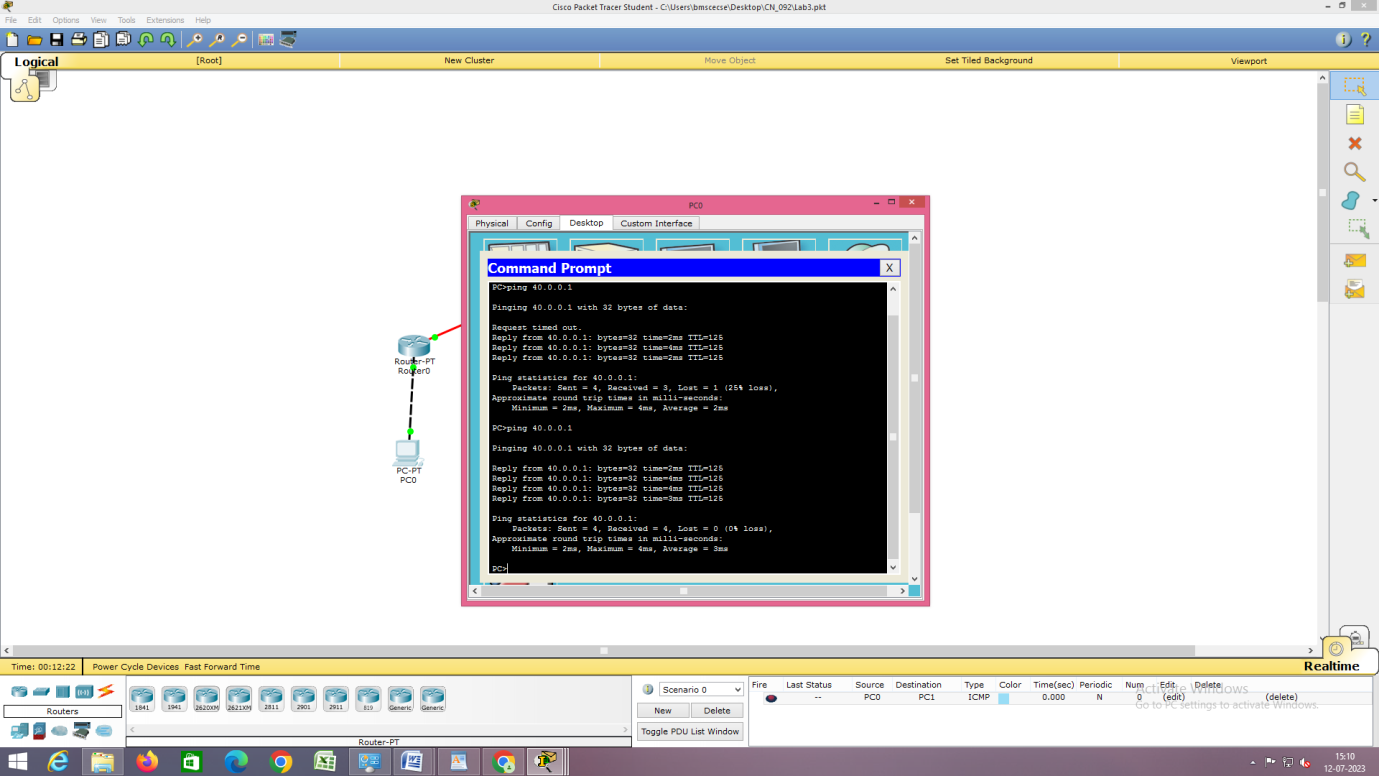 Cisco Packet Tracer Student - C:\Users\bmscerse\Desktop\CN_092\Lab3.pkt
File Edit Options View Tools Extensions Help
Logical [Root] New Cluster Move Object Set Tiled Background Viewport
PC0
Physical Config Desktop Custom Interface
Command Prompt X
PC>ping 40.0.0.1
Pinging 40.0.0.1 with 32 bytes of data:
Request timed out.
Reply from 40.0.0.1: bytes=32 time=2ms TTL=125
Reply from 40.0.0.1: bytes=32 time=4ms TTL=125
Reply from 40.0.0.1: bytes=32 time=2ms TTL=125
Ping statistics for 40.0.0.1:
Packets: Sent = 4, Received = 3, Lost = 1 (25% loss),
Approximate round trip times in milli-seconds:
Minimum = 2ms, Maximum = 4ms, Average = 2ms
PC>ping 40.0.0.1
Pinging 40.0.0.1 with 32 bytes of data:
Reply from 40.0.0.1: bytes=32 time=2ms TTL=125
Reply from 40.0.0.1: bytes=32 time=4ms TTL=125
Reply from 40.0.0.1: bytes=32 time=4ms TTL=125
Reply from 40.0.0.1: bytes=32 time=3ms TTL=125
Ping statistics for 40.0.0.1:
Packets: Sent = 4, Received = 4, Lost = 0 (0% loss),
Approximate round trip times in milli-seconds:
Minimum = 2ms, Maximum = 4ms, Average = 3ms
PC>
Router-PT
Router0
PC-PT
PC0
Time: 00:12:22 Power Cycle Devices Fast Forward Time Realtime
Routers
1841 1941 2620XM 2621XM 2811 2901 2911 819 Generic Generic
Router-PT
Scenario 0
New Delete
Toggle PDU List Window
Fire Last Status Source Destination Type Color Time(sec) Periodic Num Edit Delete
-- PC0 PC1 ICMP 0.000 N 0 (edit) (delete)
Activate Windows
Go to PC settings to activate Windows.
15:10
12-07-2023